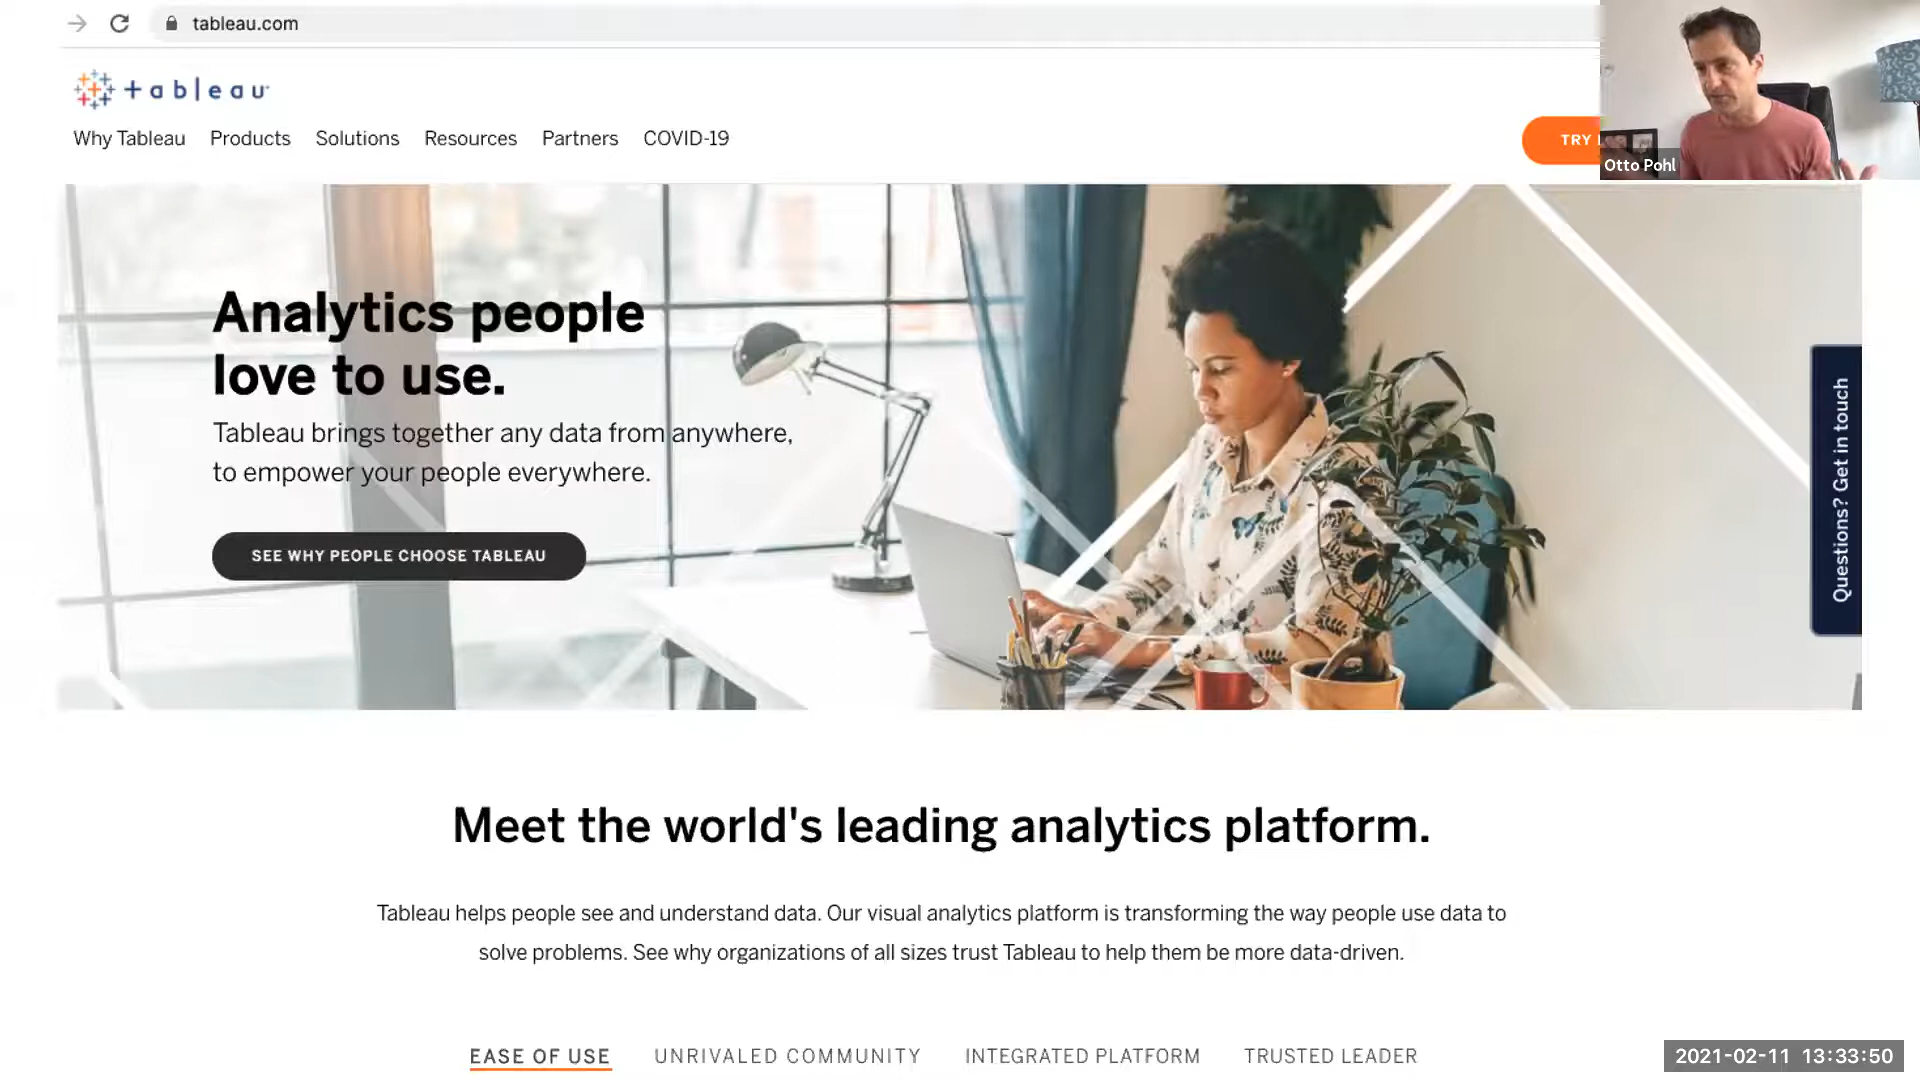 tableau.com
tableau
Why Tableau Products Solutions Resources Partners COVID-19
TRY
Otto Pohl
Analytics people
love to use.
Tableau brings together any data from anywhere,
to empower your people everywhere.
SEE WHY PEOPLE CHOOSE TABLEAU
Questions? Get in touch
Meet the world's leading analytics platform.
Tableau helps people see and understand data. Our visual analytics platform is transforming the way people use data to
solve problems. See why organizations of all sizes trust Tableau to help them be more data-driven.
EASE OF USE UNRIVALED COMMUNITY INTEGRATED PLATFORM TRUSTED LEADER
2021-02-11 13:33:50